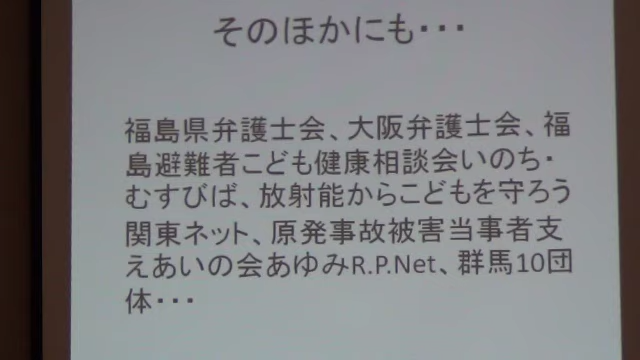 そのほかにも・・・
福島県弁護士会、大阪弁護士会、福
島避難者こども健康相談会いのち・
むすびば、放射能からこどもを守ろう
関東ネット、原発事故被害当事者支
えあいの会あゆみR.P.Net、群馬10団
体・・・